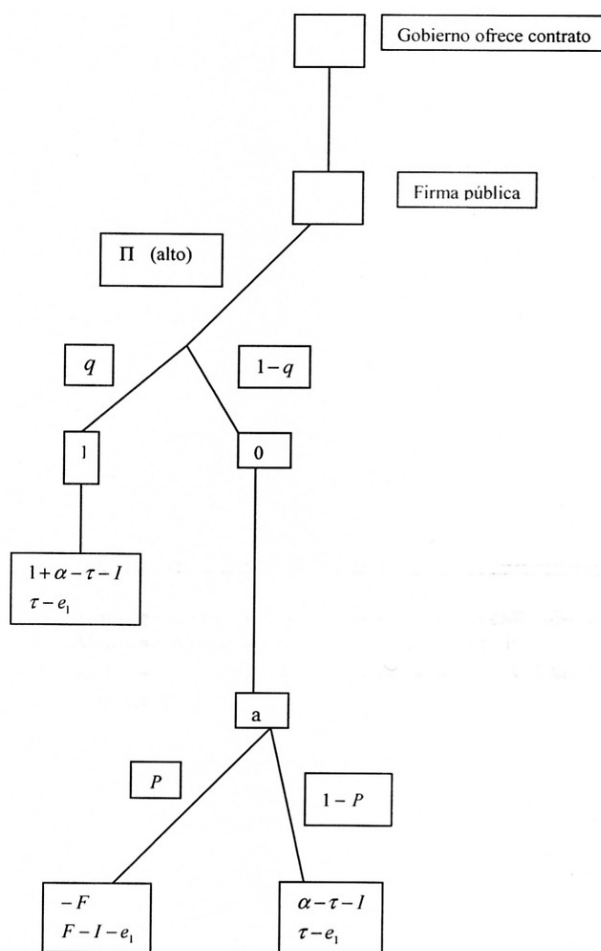 Gobierno ofrece contrato
Firma pública
Π (alto)
q
1 − q
1
0
1 + α − τ − I
τ − e₁
a
P
1 − P
− F
F − I − e₁
α − τ − I
τ − e₁